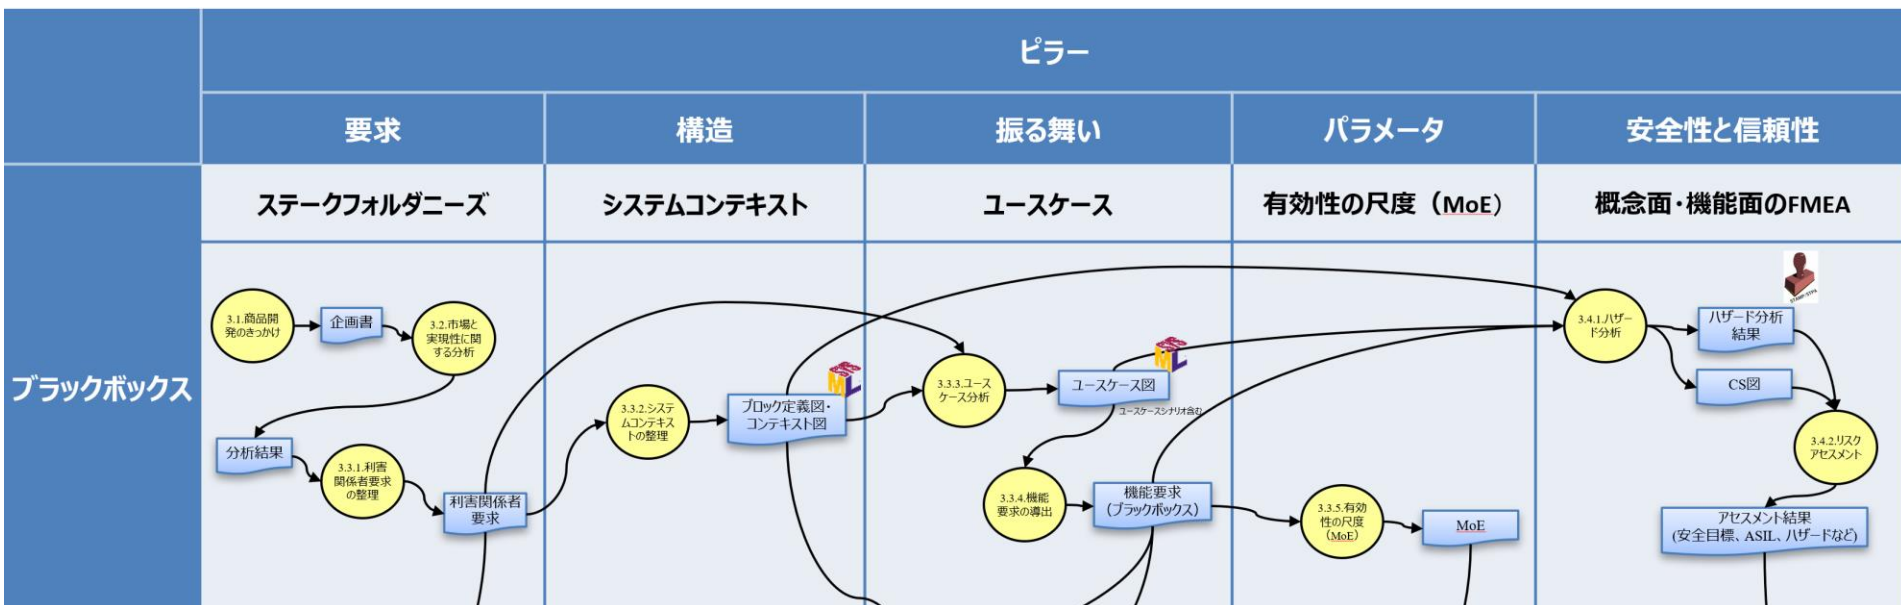 ピラー
要求
構造
振る舞い
パラメータ
安全性と信頼性
ブラックボックス
ステークフォルダニーズ
システムコンテキスト
ユースケース
有効性の尺度（MoE）
概念面・機能面のFMEA
3.1.商品開
発のきっかけ
企画書
3.2.市場と
実現性に関
する分析
分析結果
3.3.1.利害
関係者要求
の整理
利害関係者
要求
3.3.2.システ
ムコンテキス
トの整理
ブロック定義図・
コンテキスト図
3.3.3.ユース
ケース分析
ユースケース図
ユースケースシナリオ含む
3.3.4.機能
要求の導出
機能要求
（ブラックボックス）
3.3.5.有効
性の尺度
（MoE）
MoE
3.4.1.ハザー
ド分析
STAMP/STPA
ハザード分析
結果
CS図
3.4.2.リスク
アセスメント
アセスメント結果
(安全目標、ASIL、ハザードなど)